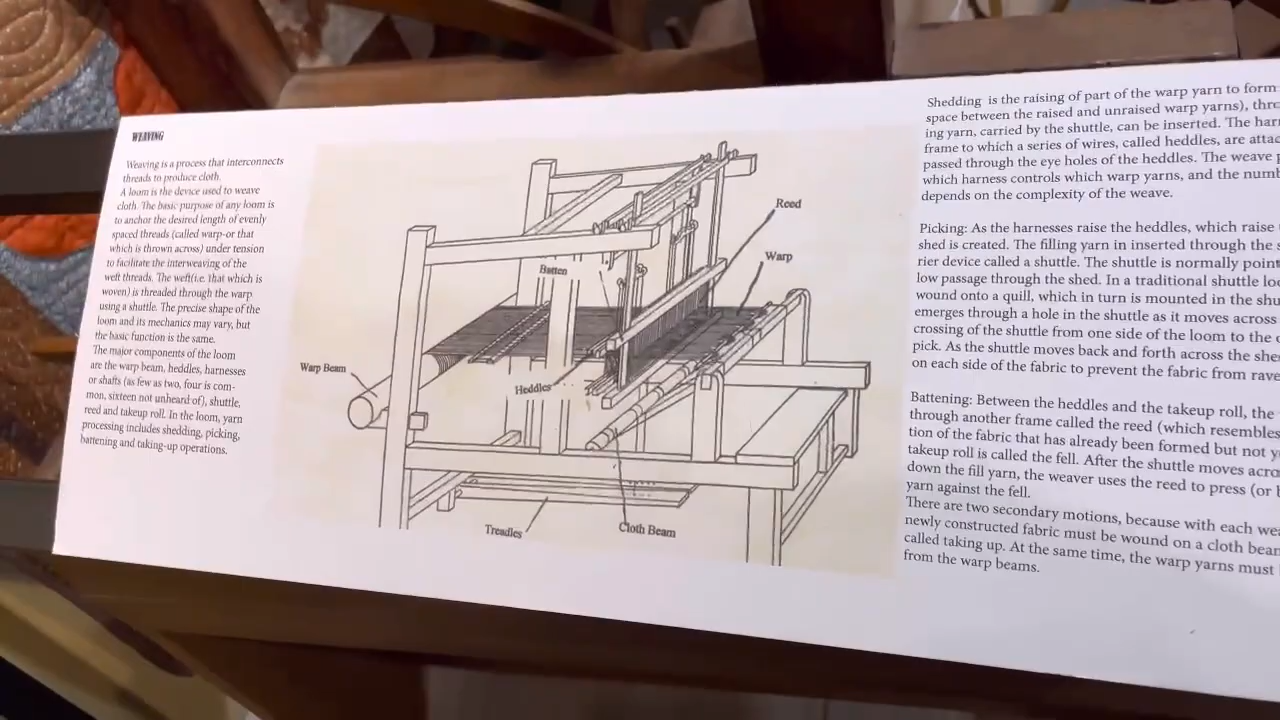 WEAVING
Weaving is a process that interconnects
threads to produce cloth.
A loom is the device used to weave
cloth. The basic purpose of any loom is
to anchor the desired length of evenly
spaced threads (called warp-or that
which is thrown across) under tension
to facilitate the interweaving of the
weft threads. The weft(i.e. that which is
woven) is threaded through the warp
using a shuttle. The precise shape of the
loom and its mechanics may vary, but
the basic function is the same.
The major components of the loom
are the warp beam, heddles, harnesses
or shafts (as few as two, four is com-
mon, sixteen not unheard of), shuttle,
reed and takeup roll. In the loom, yarn
processing includes shedding, picking,
battening and taking-up operations.
Reed
Warp
Batten
Warp Beam
Heddles
Treadles
Cloth Beam
Shedding is the raising of part of the warp yarn to form
space between the raised and unraised warp yarns), thro
ing yarn, carried by the shuttle, can be inserted. The har
frame to which a series of wires, called heddles, are attac
passed through the eye holes of the heddles. The weave p
which harness controls which warp yarns, and the numb
depends on the complexity of the weave.
Picking: As the harnesses raise the heddles, which raise
shed is created. The filling yarn in inserted through the s
rier device called a shuttle. The shuttle is normally point
low passage through the shed. In a traditional shuttle loo
wound onto a quill, which in turn is mounted in the shu
emerges through a hole in the shuttle as it moves across
crossing of the shuttle from one side of the loom to the o
pick. As the shuttle moves back and forth across the she
on each side of the fabric to prevent the fabric from rave
Battening: Between the heddles and the takeup roll, the
through another frame called the reed (which resembles
tion of the fabric that has already been formed but not y
takeup roll is called the fell. After the shuttle moves acro
down the fill yarn, the weaver uses the reed to press (or b
yarn against the fell.
There are two secondary motions, because with each wea
newly constructed fabric must be wound on a cloth bean
called taking up. At the same time, the warp yarns must
from the warp beams.